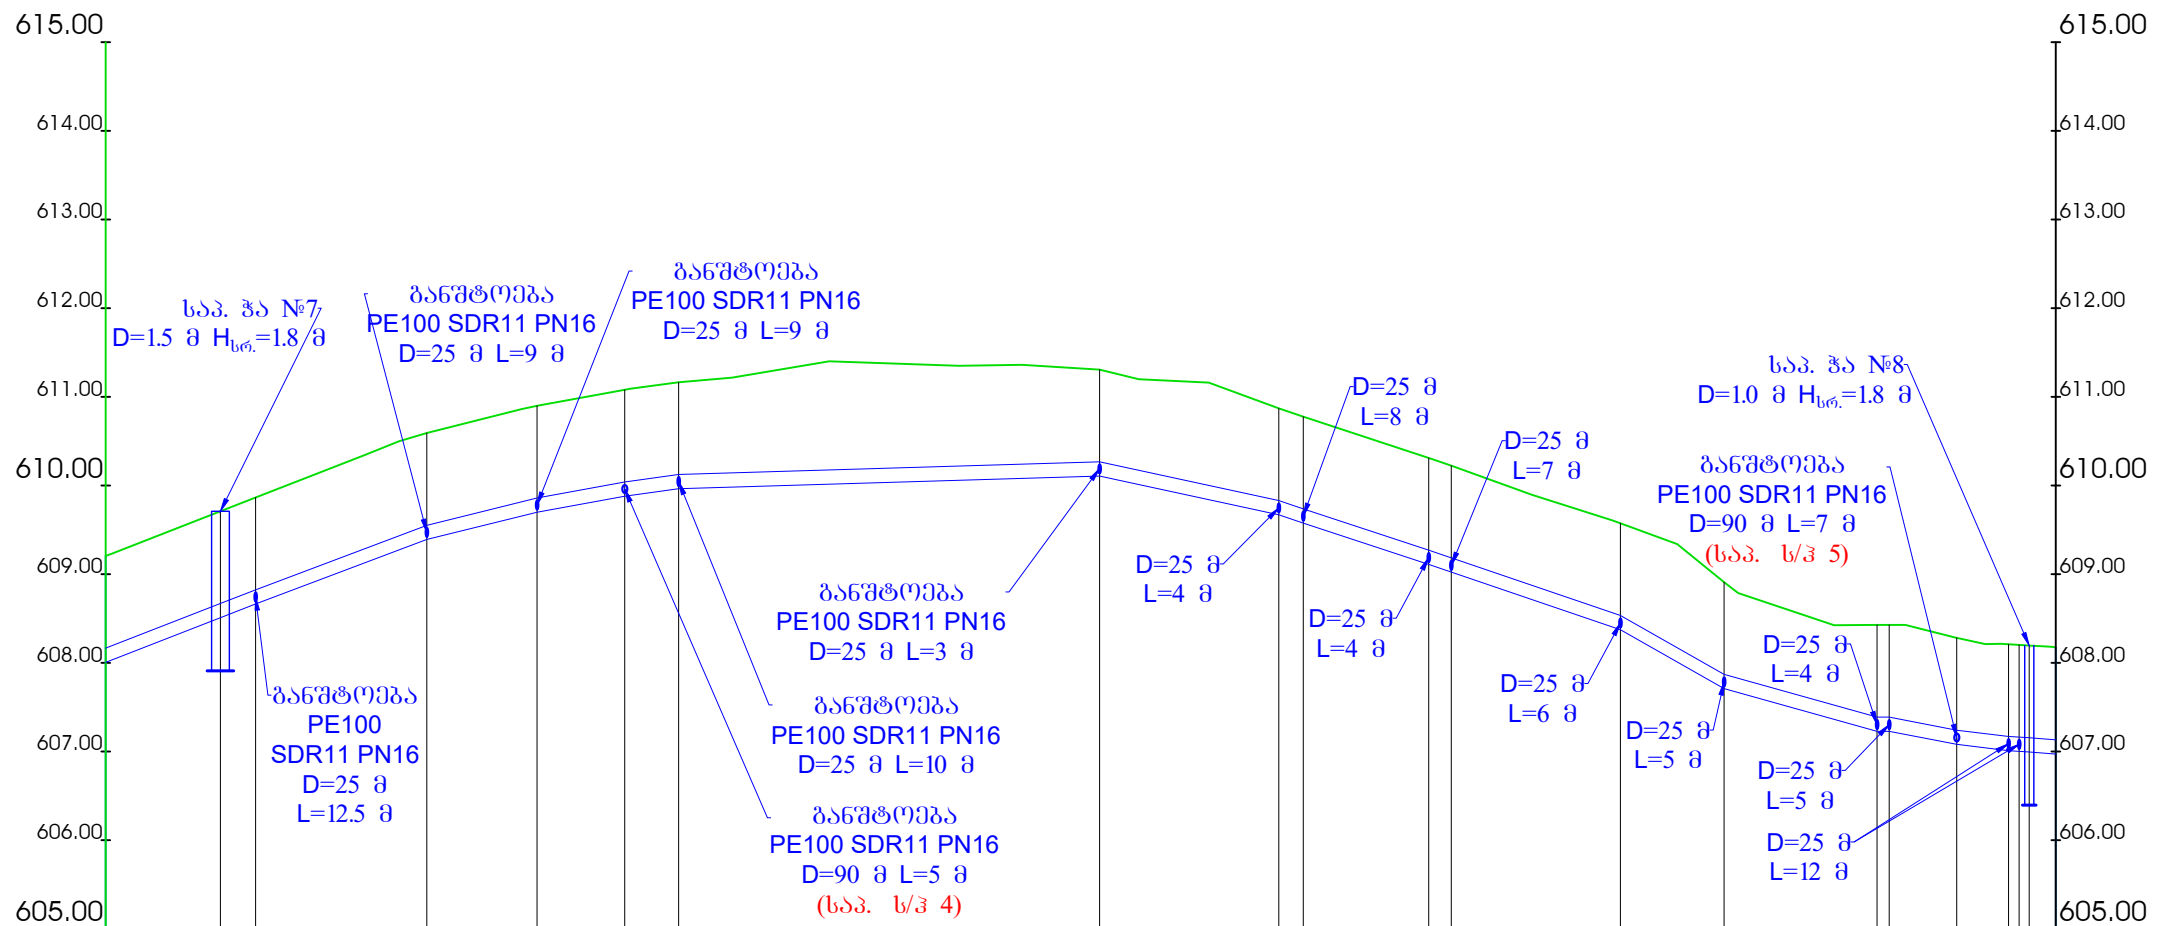 615.00
614.00
613.00
612.00
611.00
610.00
609.00
608.00
607.00
606.00
605.00
საპ. ჭა №7
D=1.5 მ Hსრ.=1.8 მ
განშტოება
PE100 SDR11 PN16
D=25 მ L=9 მ
განშტოება
PE100 SDR11 PN16
D=25 მ L=9 მ
განშტოება
PE100
SDR11 PN16
D=25 მ
L=12.5 მ
განშტოება
PE100 SDR11 PN16
D=25 მ L=3 მ
განშტოება
PE100 SDR11 PN16
D=25 მ L=10 მ
განშტოება
PE100 SDR11 PN16
D=90 მ L=5 მ
(საპ. ს/ჰ 4)
D=25 მ
L=8 მ
D=25 მ
L=4 მ
D=25 მ
L=7 მ
D=25 მ
L=4 მ
D=25 მ
L=6 მ
D=25 მ
L=5 მ
საპ. ჭა №8
D=1.0 მ Hსრ.=1.8 მ
განშტოება
PE100 SDR11 PN16
D=90 მ L=7 მ
(საპ. ს/ჰ 5)
D=25 მ
L=4 მ
D=25 მ
L=5 მ
D=25 მ
L=12 მ
615.00
614.00
613.00
612.00
611.00
610.00
609.00
608.00
607.00
606.00
605.00